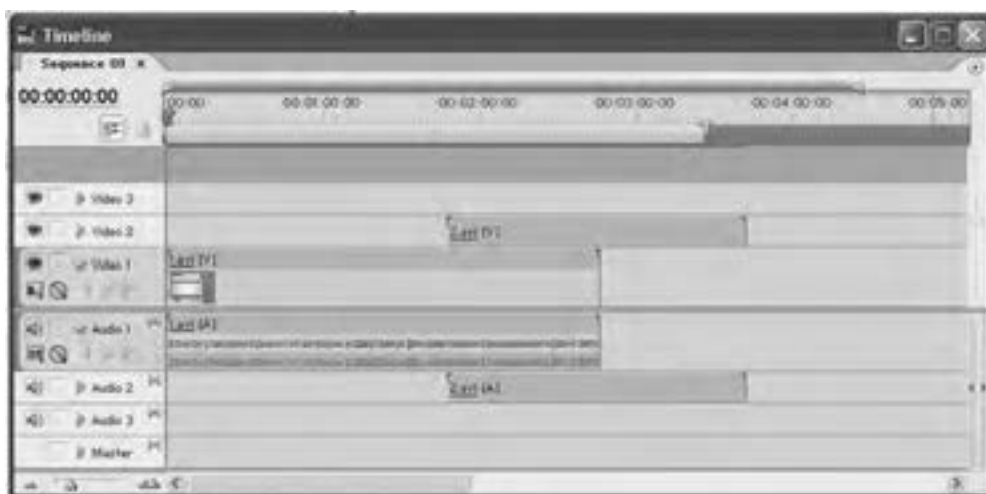 Timeline
Sequence 03 x
00:00:00:00
00:00 00:01:00:00 00:02:00:00 00:03:00:00 00:04:00:00 00:05:00
Video 3
Video 2
[V]
Video 1
[V]
Audio 1
[A]
Audio 2
[A]
Audio 3
Master